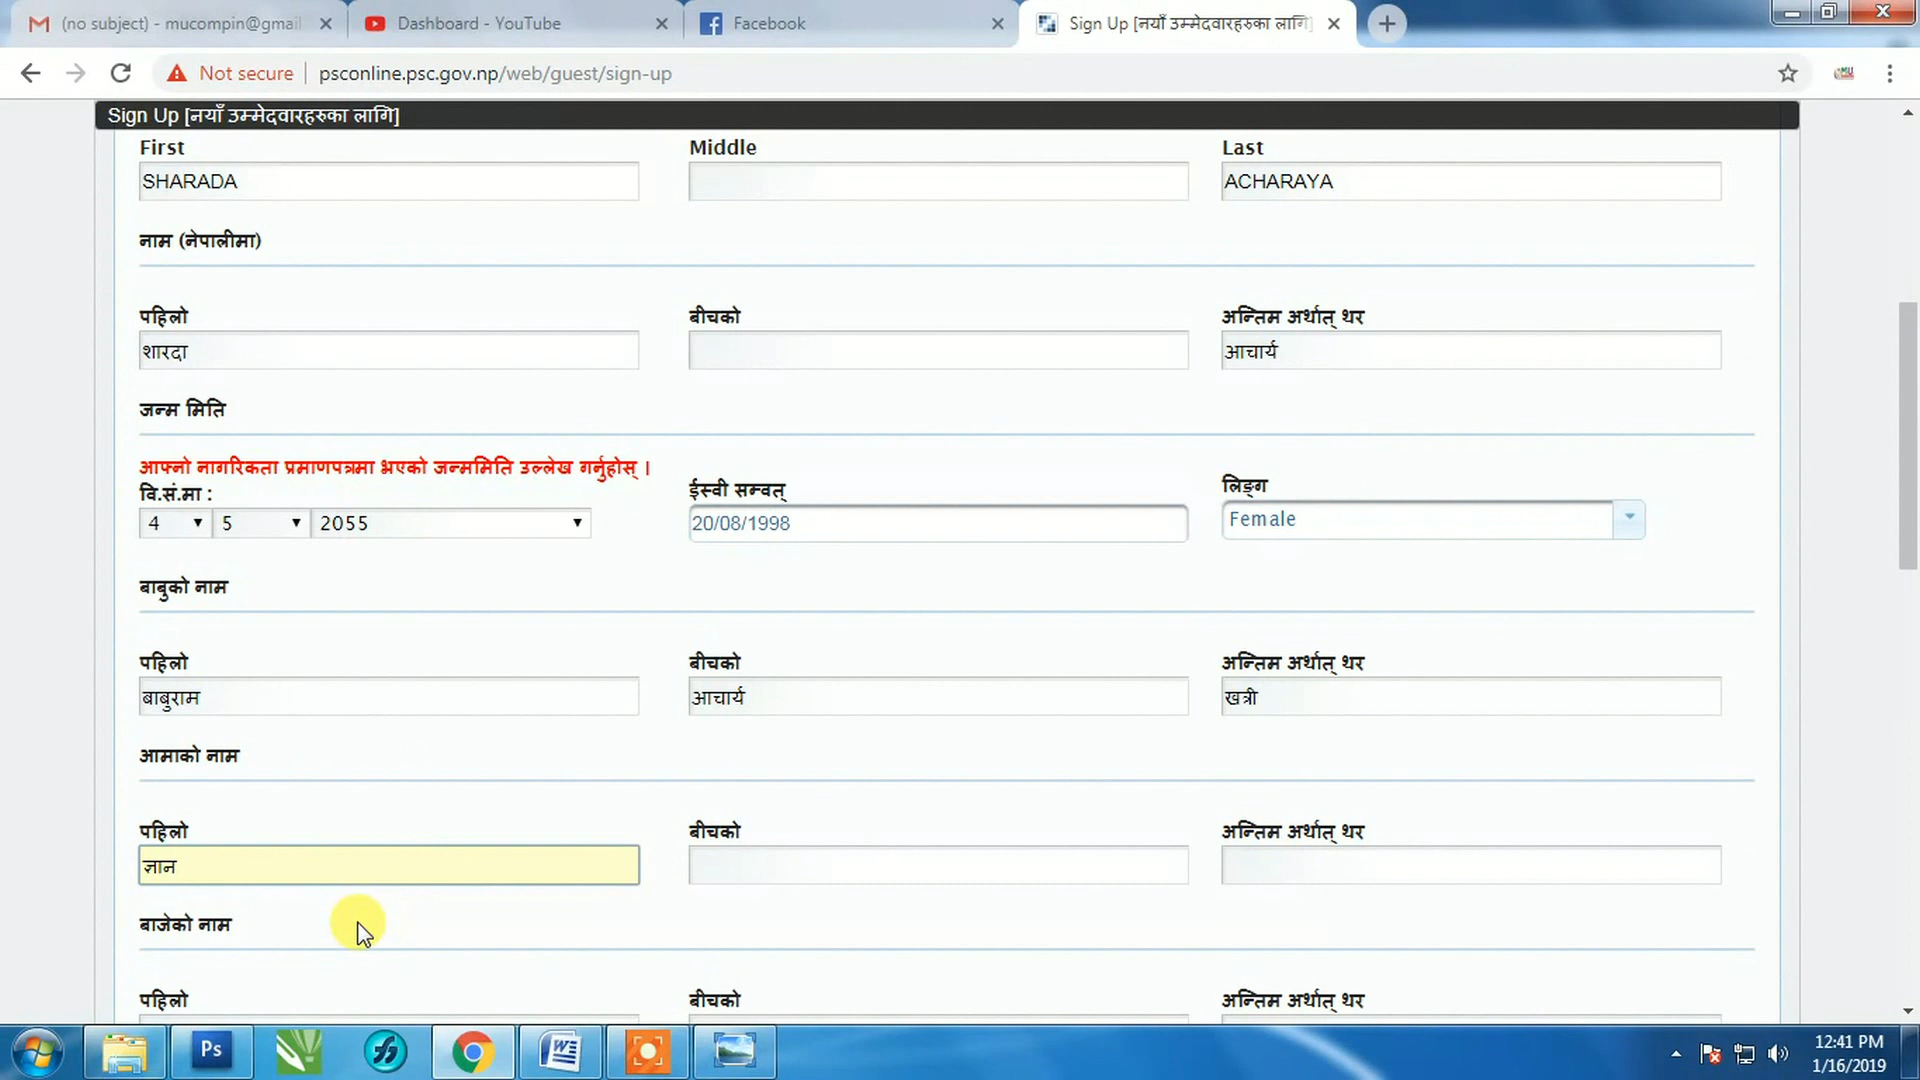 (no subject) - mucompin@gmail
Dashboard - YouTube
Facebook
Sign Up [नयाँ उम्मेदवारहरुका लागि]
Not secure
psconline.psc.gov.np/web/guest/sign-up
Sign Up [नयाँ उम्मेदवारहरुका लागि]
First Middle Last
SHARADA ACHARAYA
नाम (नेपालीमा)
पहिलो बीचको अन्तिम अर्थात् थर
शारदा आचार्य
जन्म मिति
आफ्नो नागरिकता प्रमाणपत्रमा भएको जन्ममिति उल्लेख गर्नुहोस् ।
वि.सं.मा : ईस्वी सम्वत् लिङ्ग
4 5 2055 20/08/1998 Female
बाबुको नाम
पहिलो बीचको अन्तिम अर्थात् थर
बाबुराम आचार्य खत्री
आमाको नाम
पहिलो बीचको अन्तिम अर्थात् थर
ज्ञान
बाजेको नाम
पहिलो बीचको अन्तिम अर्थात् थर
Ps
12:41 PM
1/16/2019